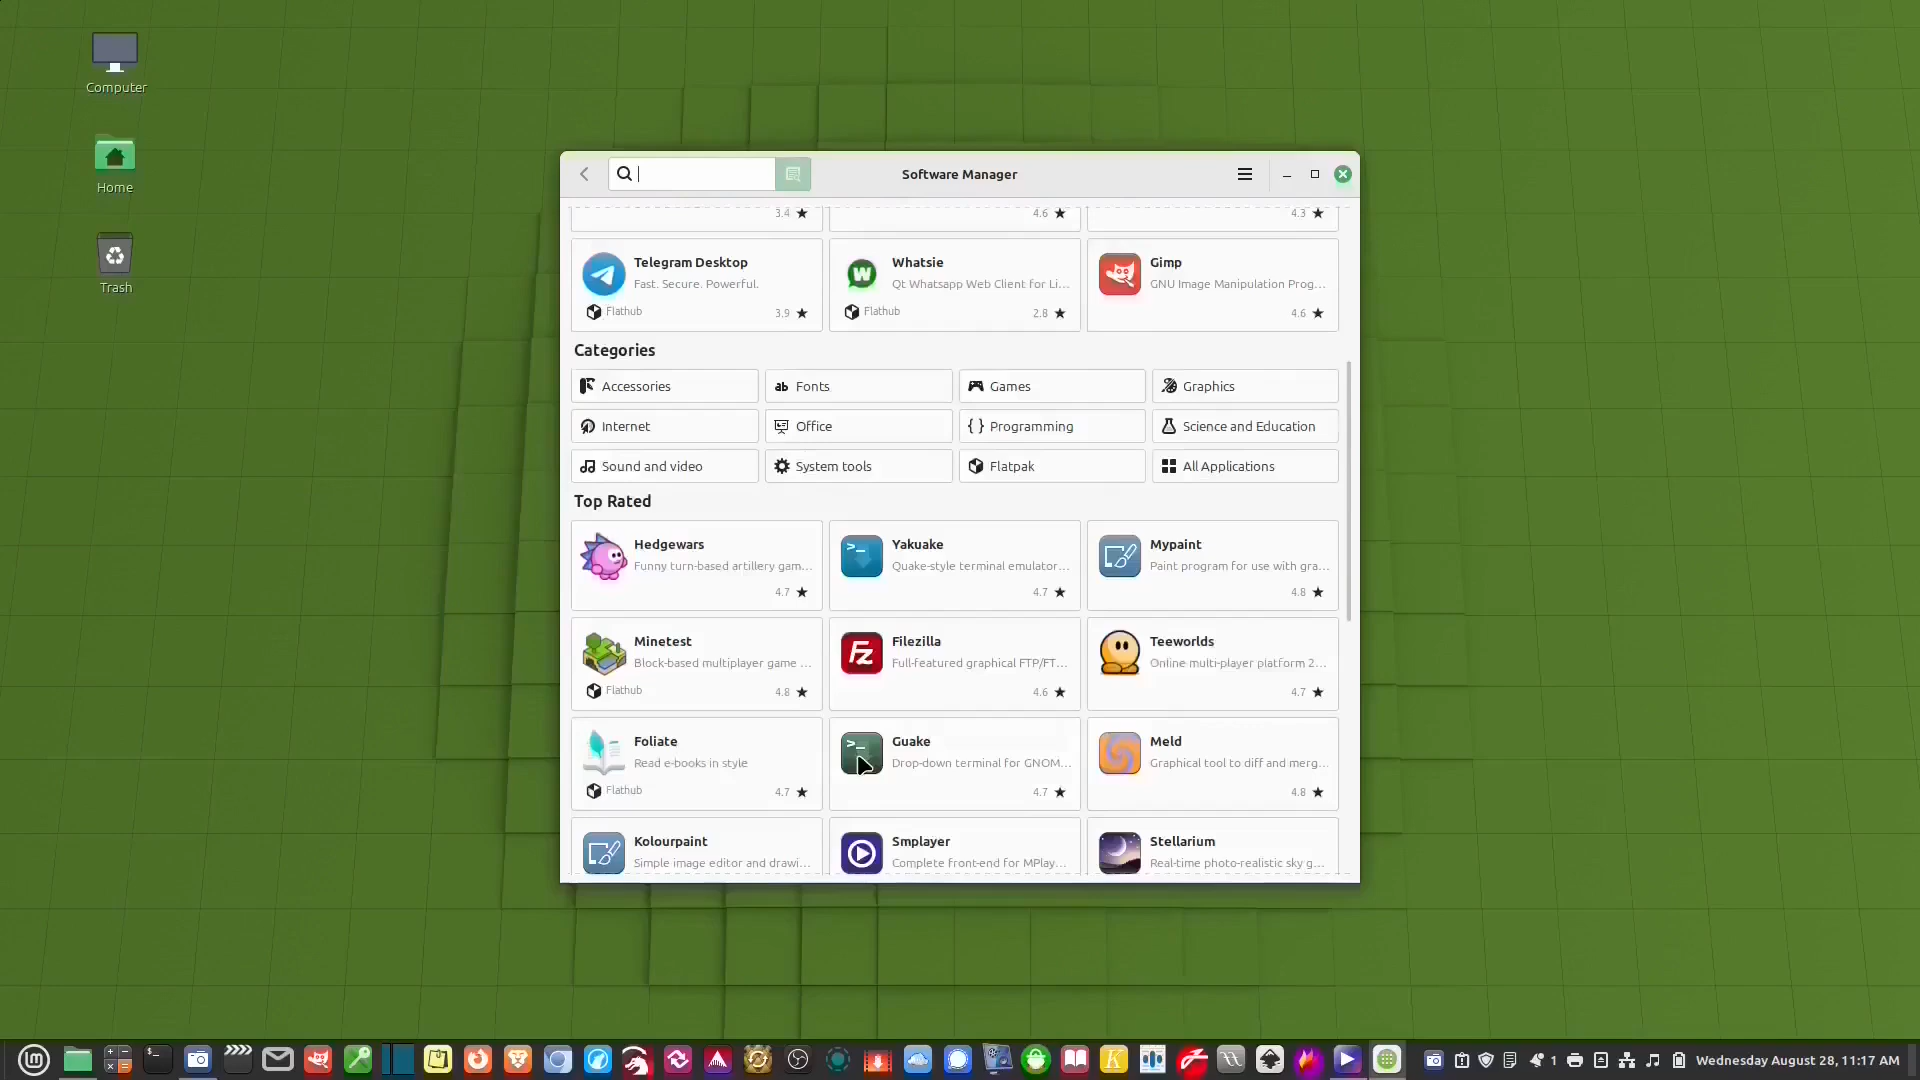 Computer
Home
Trash
Software Manager
3.4 ★ 4.6 ★ 4.3 ★
Telegram Desktop
Fast. Secure. Powerful.
Flathub 3.9 ★
Whatsie
Qt Whatsapp Web Client for Li...
Flathub 2.8 ★
Gimp
GNU Image Manipulation Prog...
4.6 ★
Categories
Accessories
ab Fonts
Games
Graphics
Internet
Office
{ } Programming
Science and Education
Sound and video
System tools
Flatpak
All Applications
Top Rated
Hedgewars
Funny turn-based artillery gam...
4.7 ★
Yakuake
Quake-style terminal emulator...
4.7 ★
Mypaint
Paint program for use with gra...
4.8 ★
Minetest
Block-based multiplayer game ...
Flathub 4.8 ★
Filezilla
Full-featured graphical FTP/FT...
4.6 ★
Teeworlds
Online multi-player platform 2...
4.7 ★
Foliate
Read e-books in style
Flathub 4.7 ★
Guake
Drop-down terminal for GNOM...
4.7 ★
Meld
Graphical tool to diff and merg...
4.8 ★
Kolourpaint
Simple image editor and drawi...
Smplayer
Complete front-end for MPlay...
Stellarium
Real-time photo-realistic sky g...
1
Wednesday August 28, 11:17 AM